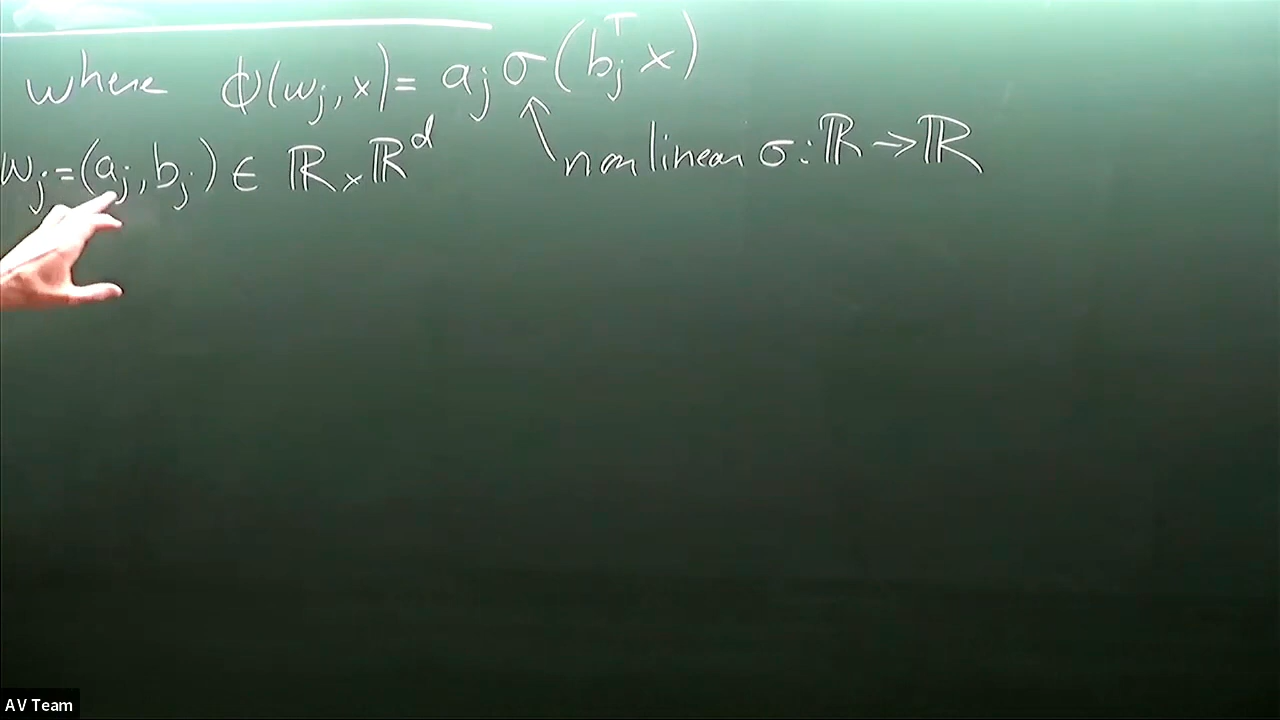 where ϕ(w_j, x) = a_j σ(b_j^T x)
nonlinear σ: ℝ → ℝ
w_j = (a_j, b_j) ∈ ℝ × ℝ^d
AV Team